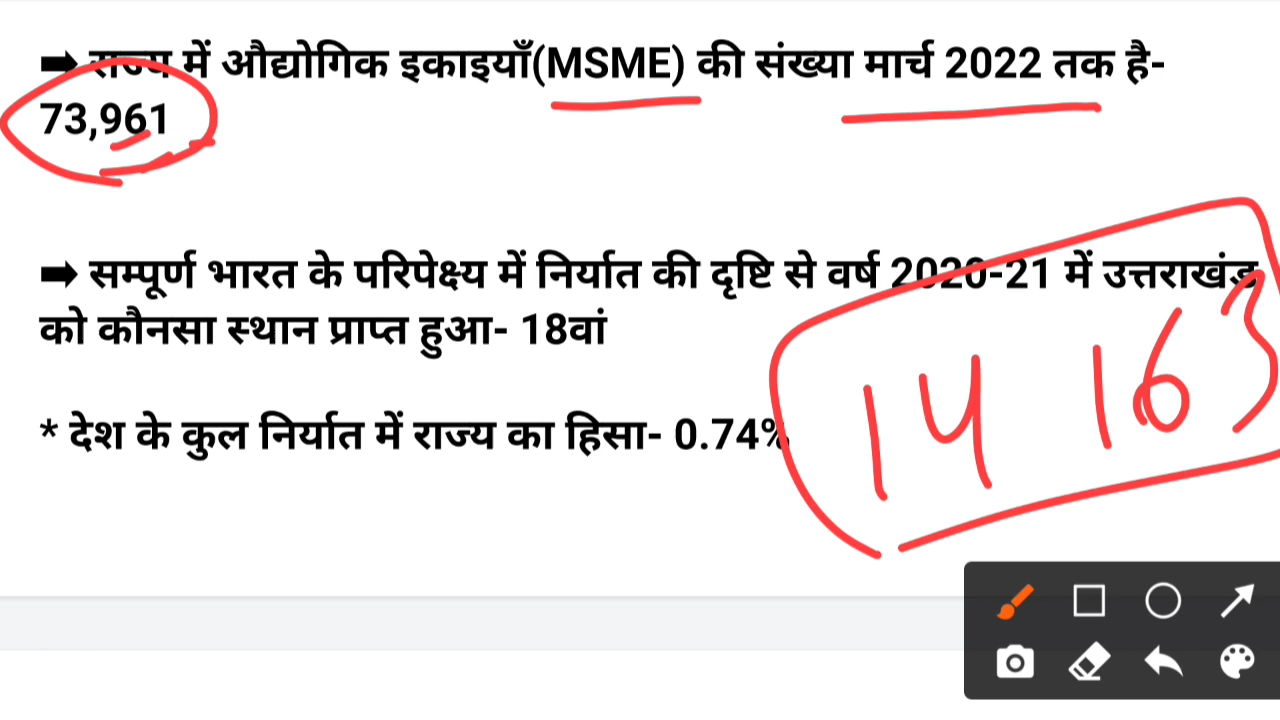 ➡ राज्य में औद्योगिक इकाइयाँ(MSME) की संख्या मार्च 2022 तक है-
73,961
➡ सम्पूर्ण भारत के परिपेक्ष्य में निर्यात की दृष्टि से वर्ष 2020-21 में उत्तराखंड
को कौनसा स्थान प्राप्त हुआ- 18वां
* देश के कुल निर्यात में राज्य का हिसा- 0.74%
14 163